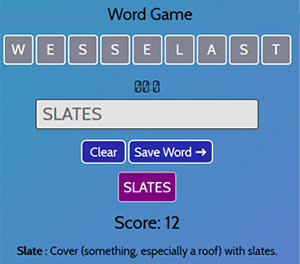 Word Game
W E S S E L A S T
00:0
SLATES
Clear Save Word ➔
SLATES
Score: 12
Slate : Cover (something, especially a roof) with slates.